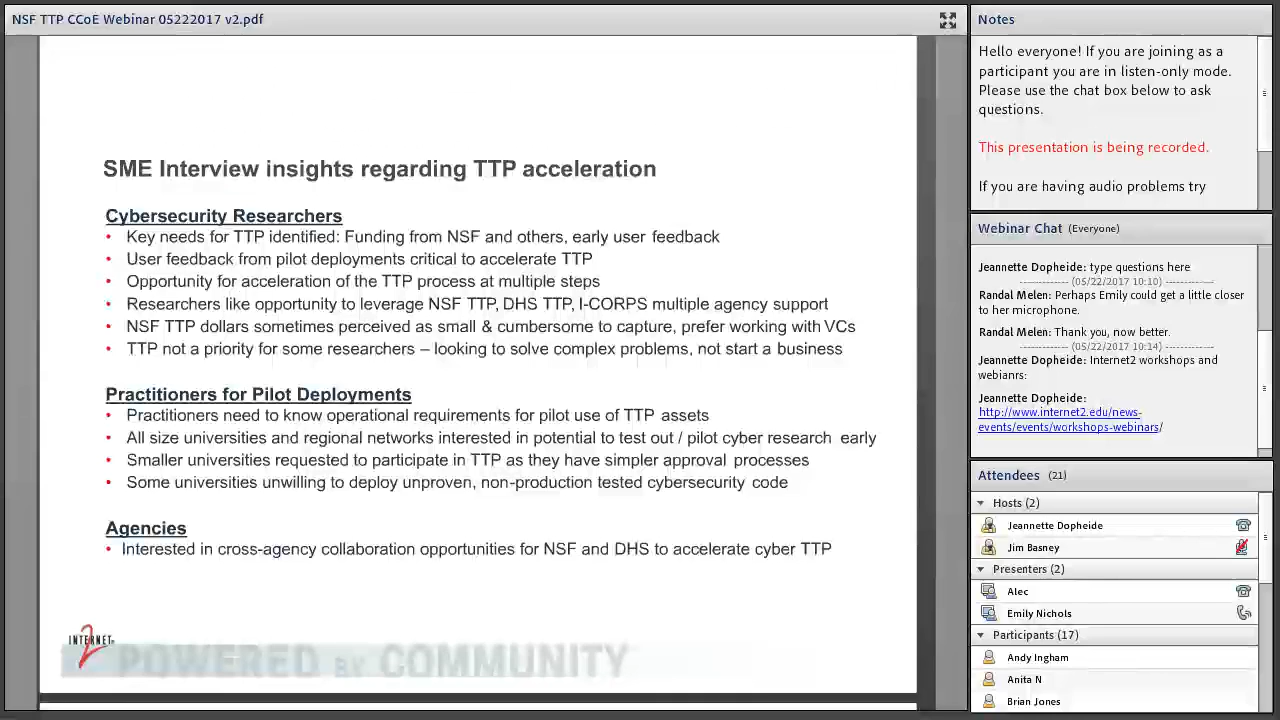 NSF TTP CCoE Webinar 05222017 v2.pdf
SME Interview insights regarding TTP acceleration
Cybersecurity Researchers
• Key needs for TTP identified: Funding from NSF and others, early user feedback
• User feedback from pilot deployments critical to accelerate TTP
• Opportunity for acceleration of the TTP process at multiple steps
• Researchers like opportunity to leverage NSF TTP, DHS TTP, I-CORPS multiple agency support
• NSF TTP dollars sometimes perceived as small & cumbersome to capture, prefer working with VCs
• TTP not a priority for some researchers – looking to solve complex problems, not start a business
Practitioners for Pilot Deployments
• Practitioners need to know operational requirements for pilot use of TTP assets
• All size universities and regional networks interested in potential to test out / pilot cyber research early
• Smaller universities requested to participate in TTP as they have simpler approval processes
• Some universities unwilling to deploy unproven, non-production tested cybersecurity code
Agencies
• Interested in cross-agency collaboration opportunities for NSF and DHS to accelerate cyber TTP
INTERNET
2
POWERED BY COMMUNITY
Notes
Hello everyone! If you are joining as a
participant you are in listen-only mode.
Please use the chat box below to ask
questions.
This presentation is being recorded.
If you are having audio problems try
Webinar Chat (Everyone)
Jeannette Dopheide: type questions here
------------- (05/22/2017 10:10) -------------
Randal Melen: Perhaps Emily could get a little closer
to her microphone.
Randal Melen: Thank you, now better.
------------- (05/22/2017 10:14) -------------
Jeannette Dopheide: Internet2 workshops and
webianrs:
Jeannette Dopheide:
http://www.internet2.edu/news-
events/events/workshops-webinars/
Attendees (21)
Hosts (2)
Jeannette Dopheide
Jim Basney
Presenters (2)
Alec
Emily Nichols
Participants (17)
Andy Ingham
Anita N
Brian Jones